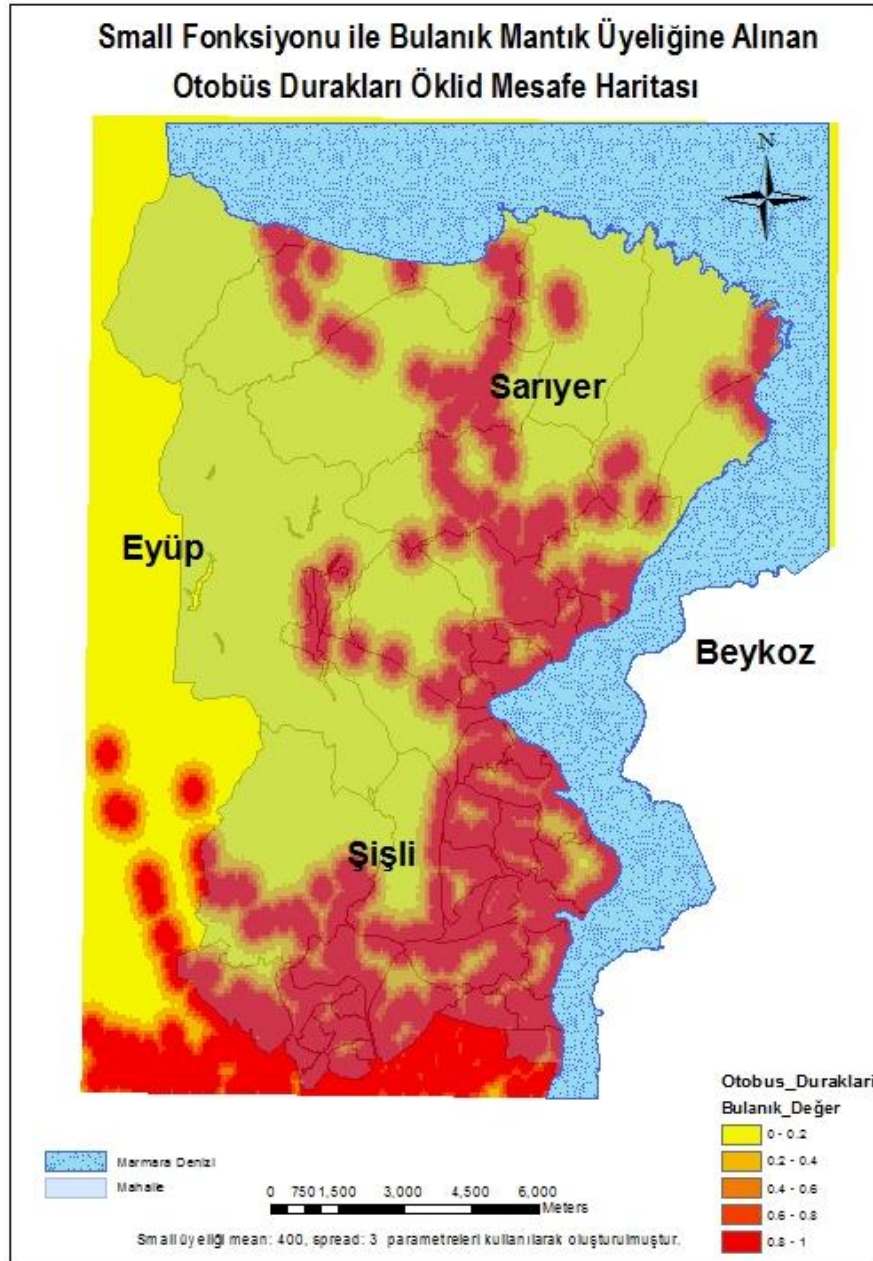 Small Fonksiyonu ile Bulanık Mantık Üyeliğine Alınan
Otobüs Durakları Öklid Mesafe Haritası
N
Sarıyer
Eyüp
Beykoz
Şişli
Otobus_Duraklari
Bulanık_Değer
0 - 0.2
0.2 - 0.4
0.4 - 0.6
0.6 - 0.8
0.8 - 1
Marmara Denizi
Mahalle
0 750 1,500 3,000 4,500 6,000
Meters
Small üyeliği mean: 400, spread: 3 parametreleri kullanılarak oluşturulmuştur.